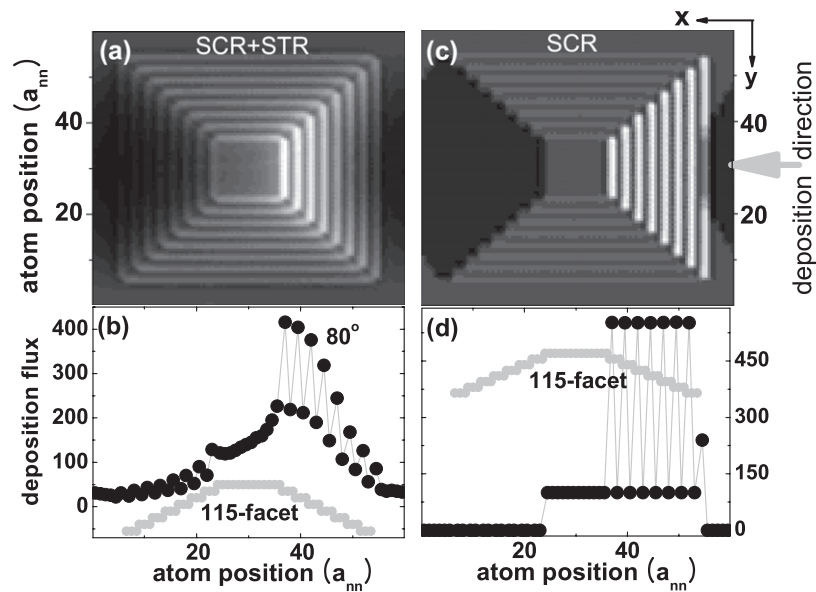 (a) SCR+STR
40
20
atom position (ann)
(c) SCR
x
y
40
20
deposition direction
(b)
80°
115-facet
400
300
200
100
0
deposition flux
20 40
atom position (ann)
(d)
115-facet
450
300
150
0
20 40
atom position (ann)